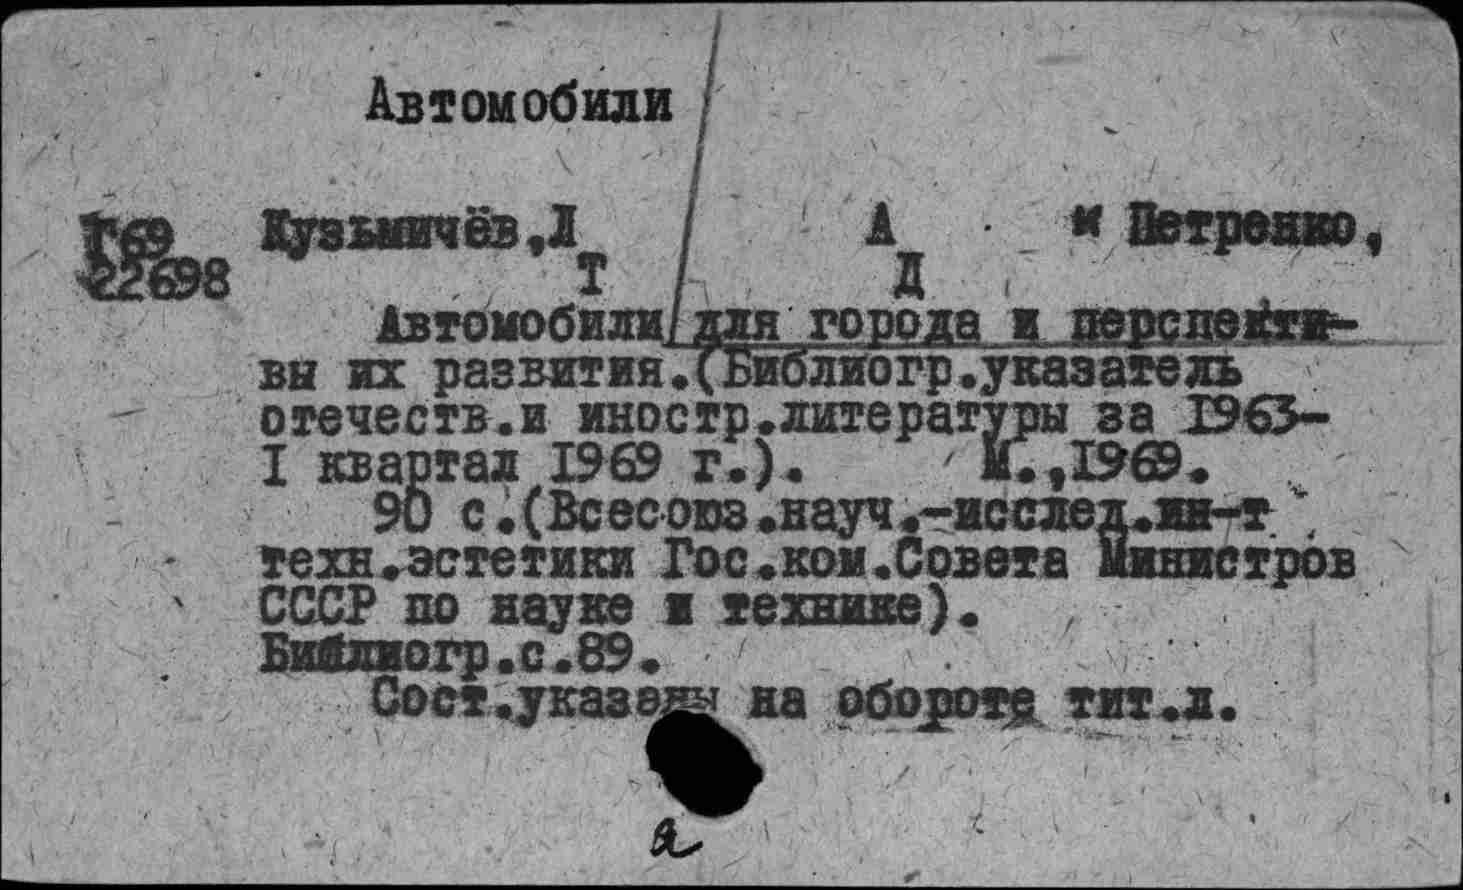 Автомобили
Г69 Кузьмичёв,Л А и Петренко,
22698 Т Д
Автомобили для города и перспекти-
вы их развития.(Библиогр.указатель
отечеств.и иностр.литературы за 1963-
I квартал 1969 г.). М.,1969.
90 с.(Всесоюз.науч.-исслед.ин-т
техн.эстетики Гос.ком.Совета Министров
СССР по науке и технике).
Библиогр.с.89.
Сост.указаны на обороте тит.л.
а